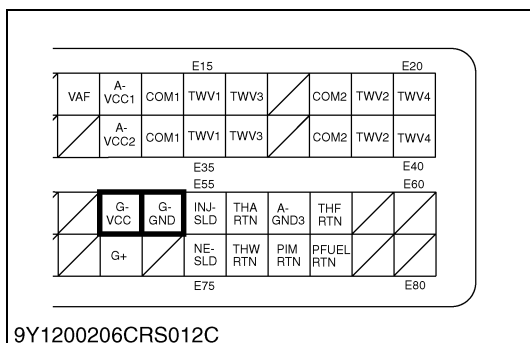 E15 E20
VAF A-VCC1 COM1 TWV1 TWV3 COM2 TWV2 TWV4
A-VCC2 COM1 TWV1 TWV3 COM2 TWV2 TWV4
E35 E40
E55 E60
G-VCC G-GND INJ-SLD THA RTN A-GND3 THF RTN
G+ NE-SLD THW RTN PIM RTN PFUEL RTN
E75 E80
9Y1200206CRS012C